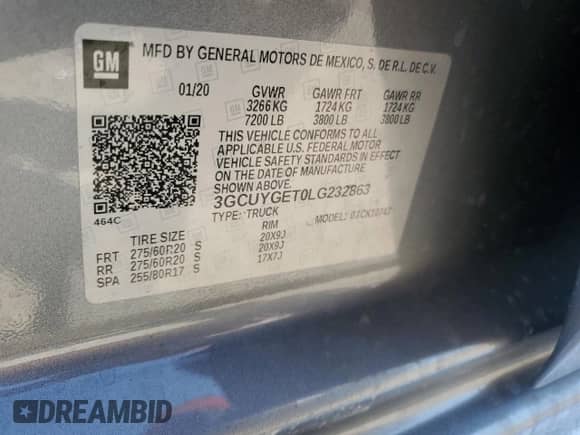 GM
MFD BY GENERAL MOTORS DE MEXICO, S. DE R.L. DE C.V.
01/20 GVWR GAWR FRT GAWR RR
3266 KG 1724 KG 1724 KG
7200 LB 3800 LB 3800 LB
THIS VEHICLE CONFORMS TO ALL
APPLICABLE U.S. FEDERAL MOTOR
VEHICLE SAFETY STANDARDS IN EFFECT
ON THE DATE OF MANUFACTURE SHOWN ABOVE.
3GCUYGET0LG232863
464C
TYPE: TRUCK MODEL:
TIRE SIZE RIM
FRT 275/60R20 S 20X9J
RR 275/60R20 S 20X9J
SPA 255/80R17 S 17X7J
DREAMBID